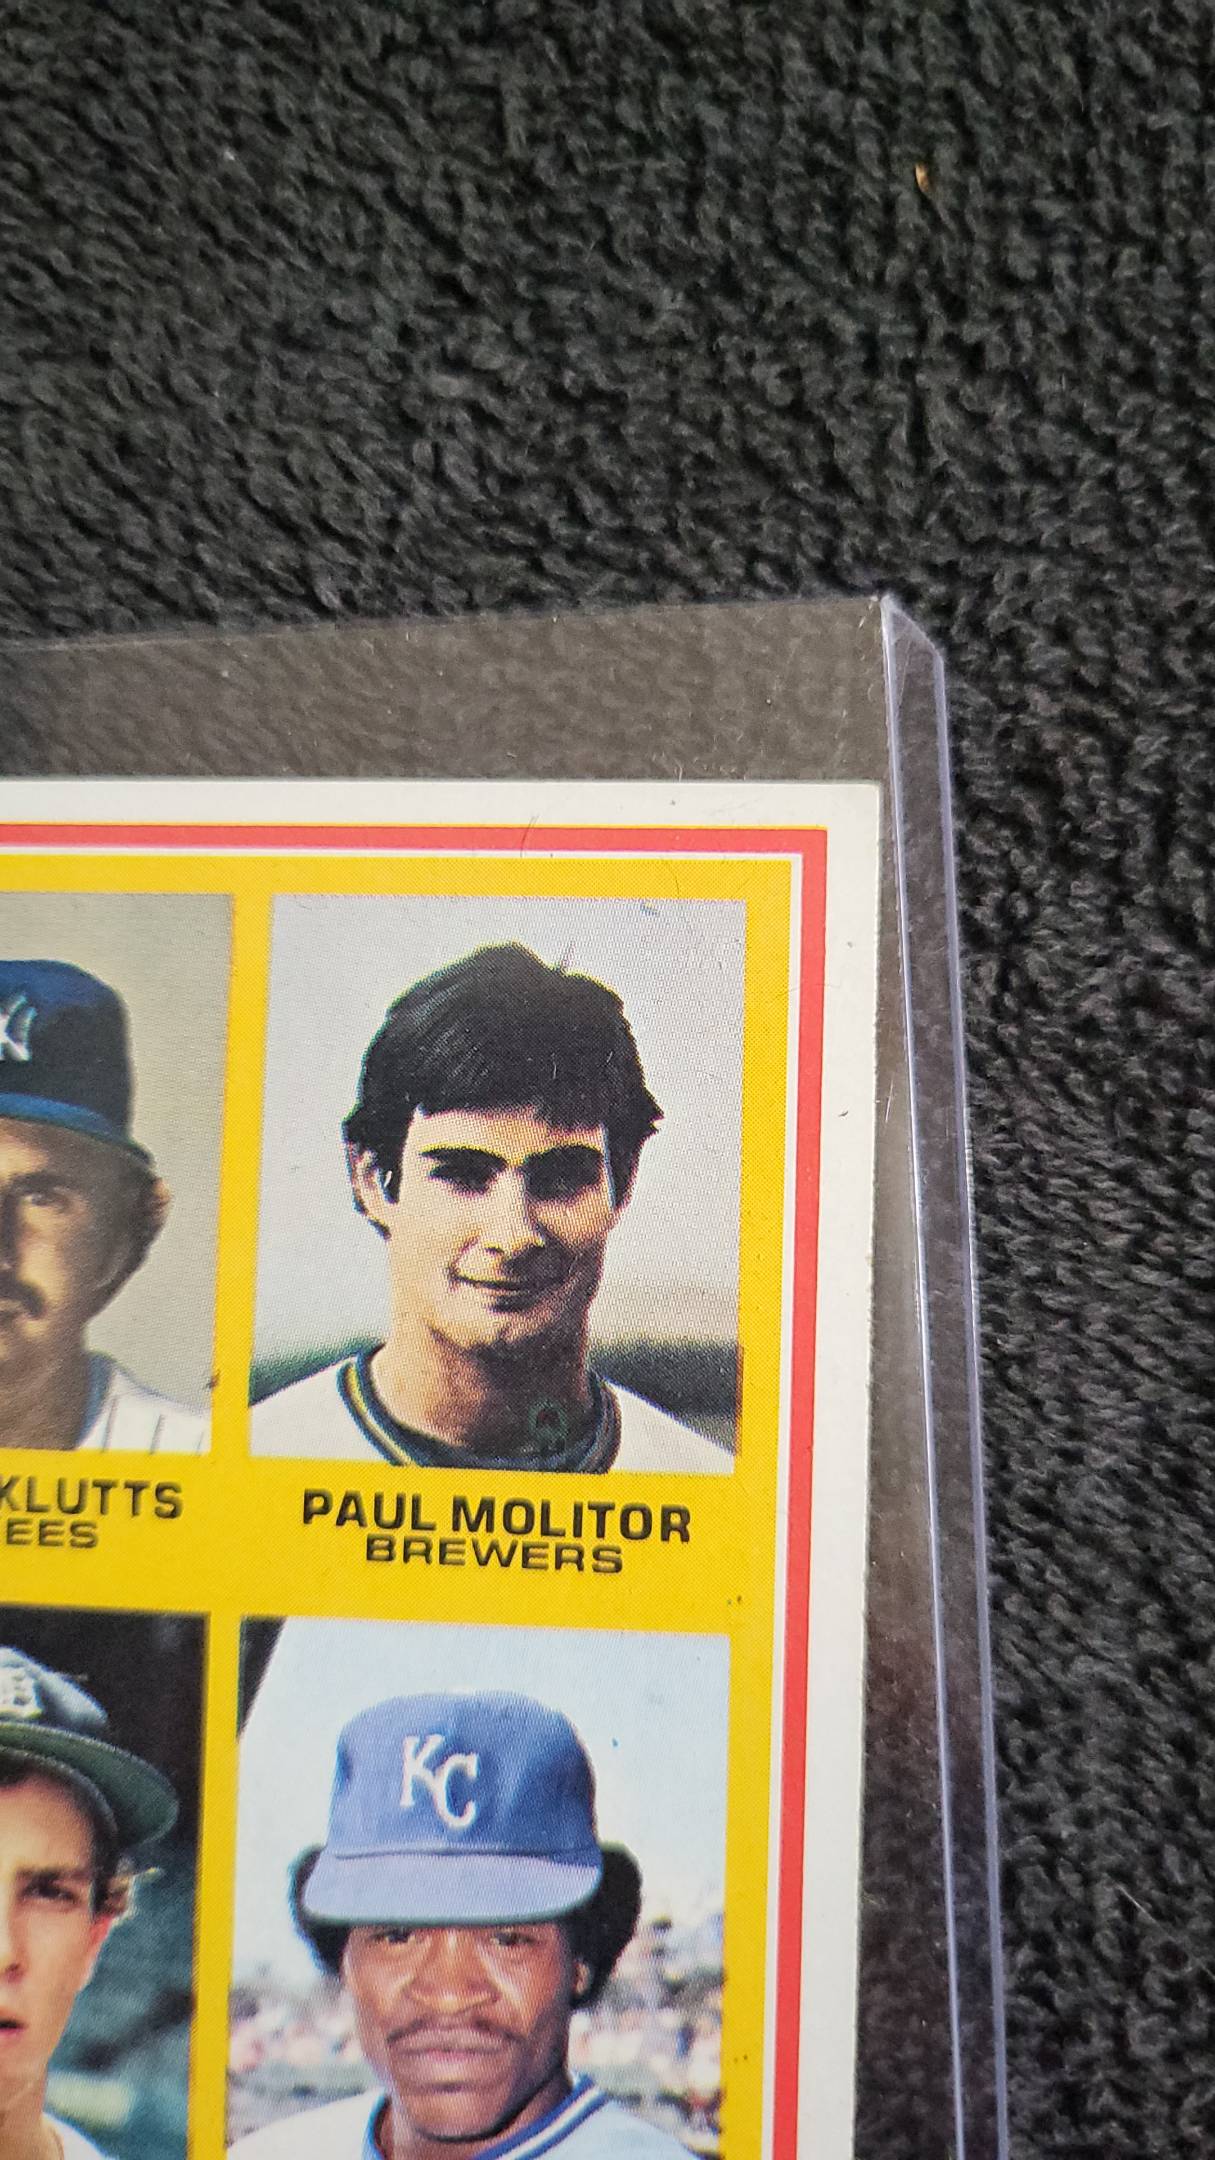 KLUTTS
EES
PAUL MOLITOR
BREWERS
KC